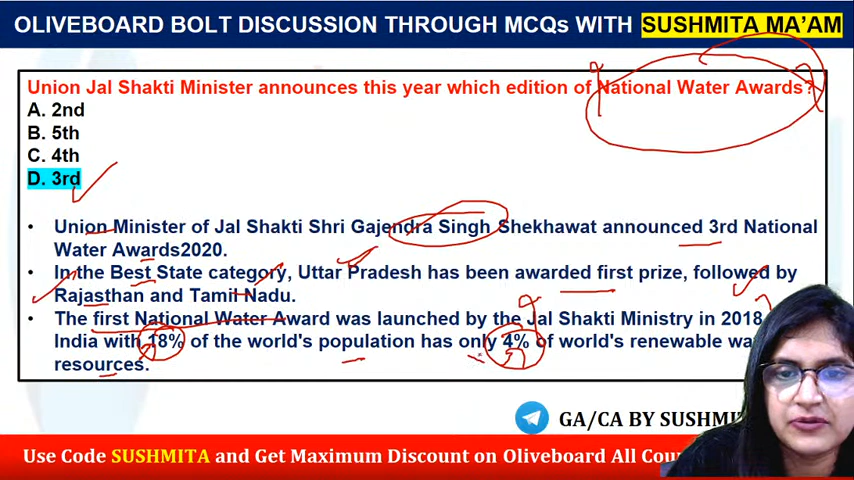 OLIVEBOARD BOLT DISCUSSION THROUGH MCQs WITH SUSHMITA MA'AM
Union Jal Shakti Minister announces this year which edition of National Water Awards?
A. 2nd
B. 5th
C. 4th
D. 3rd
• Union Minister of Jal Shakti Shri Gajendra Singh Shekhawat announced 3rd National
Water Awards2020.
• In the Best State category, Uttar Pradesh has been awarded first prize, followed by
Rajasthan and Tamil Nadu.
• The first National Water Award was launched by the Jal Shakti Ministry in 2018
India with 18% of the world's population has only 4% of world's renewable
resources.
GA/CA BY
Use Code SUSHMITA and Get Maximum Discount on Oliveboard All